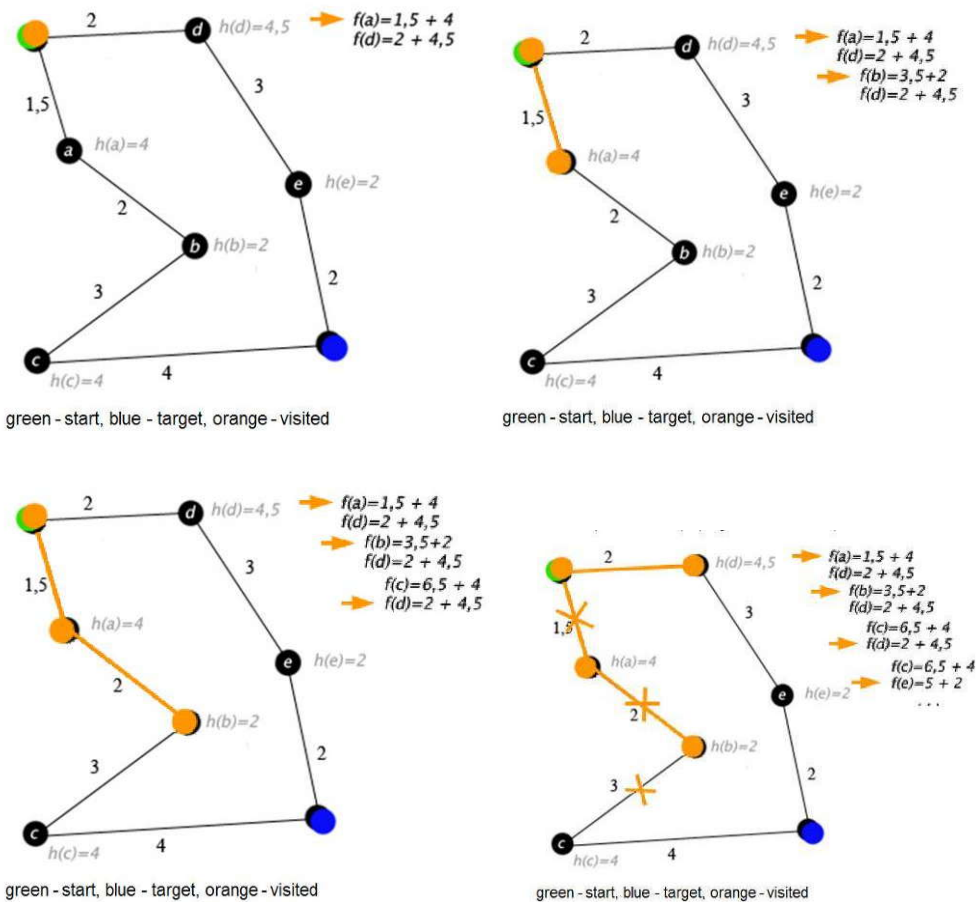 2
d
h(d)=4,5
f(a)=1,5 + 4
f(d)=2 + 4,5
1,5
3
a
h(a)=4
e
h(e)=2
2
b
h(b)=2
3
2
c
h(c)=4
4
green - start, blue - target, orange - visited
2
d
h(d)=4,5
f(a)=1,5 + 4
f(d)=2 + 4,5
f(b)=3,5+2
f(d)=2 + 4,5
1,5
3
h(a)=4
e
h(e)=2
2
b
h(b)=2
3
2
c
h(c)=4
4
green - start, blue - target, orange - visited
2
d
h(d)=4,5
f(a)=1,5 + 4
f(d)=2 + 4,5
f(b)=3,5+2
f(d)=2 + 4,5
f(c)=6,5 + 4
f(d)=2 + 4,5
1,5
3
h(a)=4
e
h(e)=2
2
h(b)=2
3
2
c
h(c)=4
4
green - start, blue - target, orange - visited
2
h(d)=4,5
f(a)=1,5 + 4
f(d)=2 + 4,5
f(b)=3,5+2
f(d)=2 + 4,5
f(c)=6,5 + 4
f(d)=2 + 4,5
f(c)=6,5 + 4
f(e)=5 + 2
...
1,5
3
h(a)=4
e
h(e)=2
2
h(b)=2
3
2
c
h(c)=4
4
green - start, blue - target, orange - visited